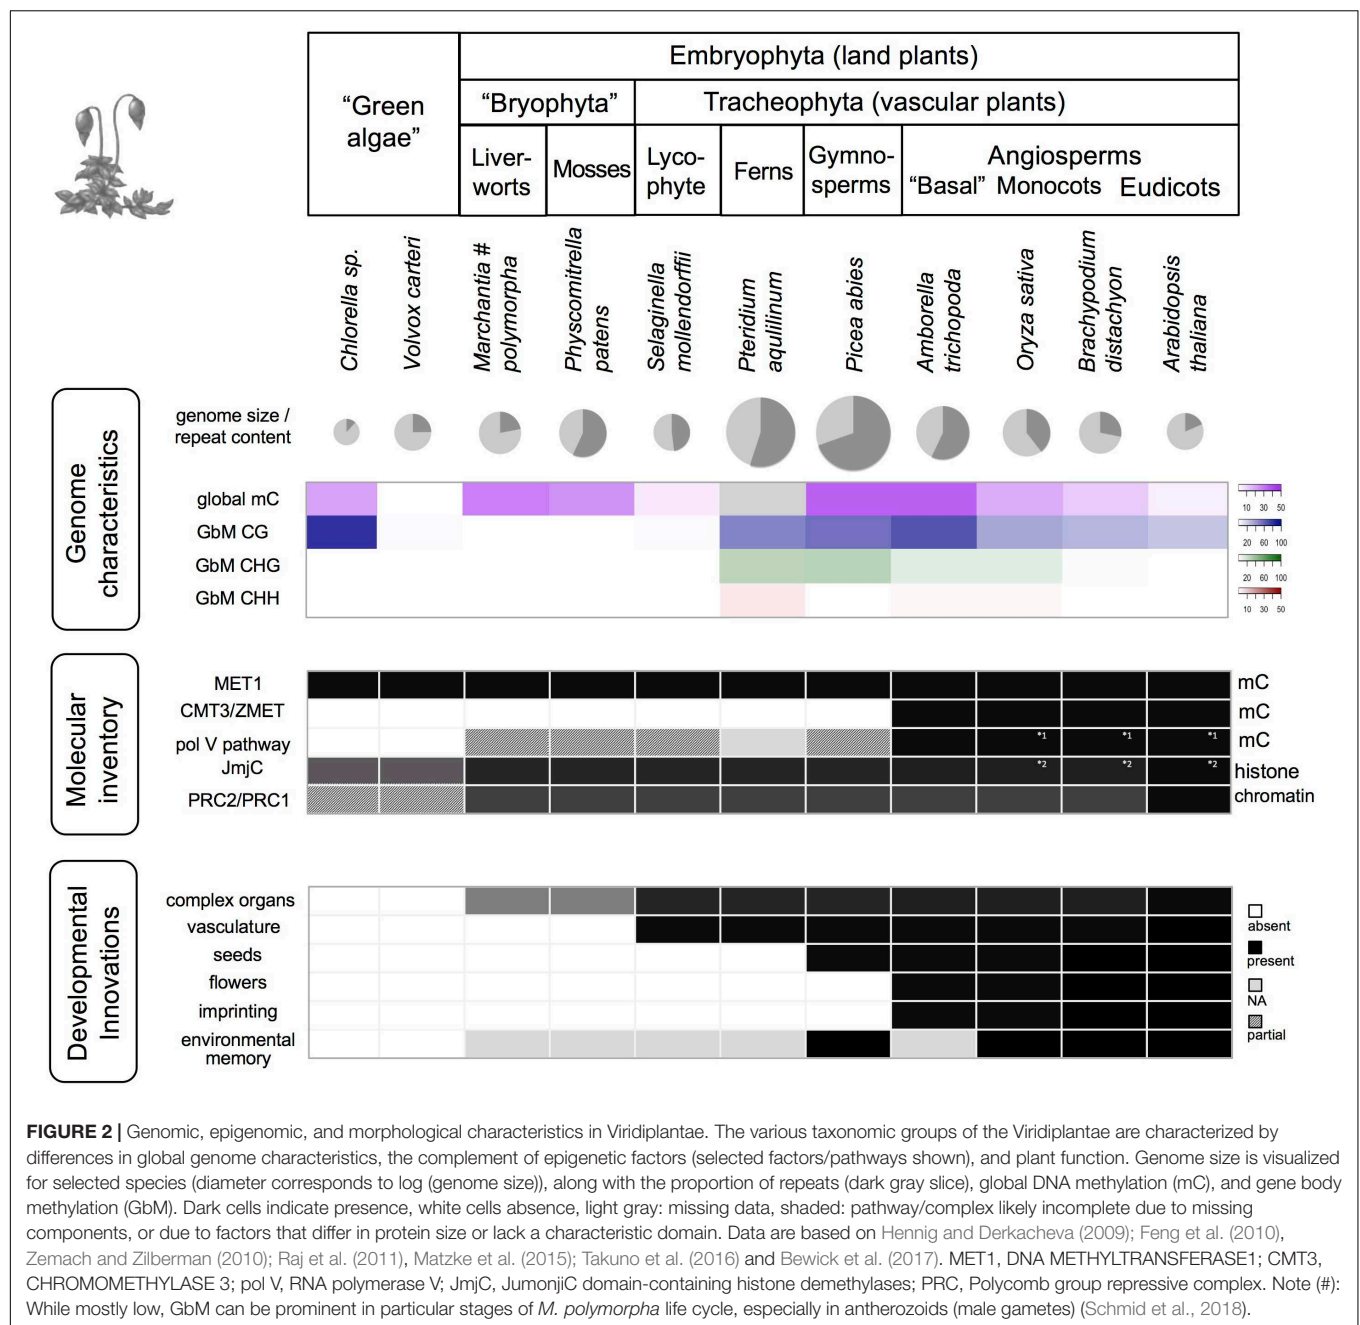 Embryophyta (land plants)
“Green
algae”
“Bryophyta”
Tracheophyta (vascular plants)
Liver-
worts
Mosses
Lyco-
phyte
Ferns
Gymno-
sperms
Angiosperms
“Basal” Monocots Eudicots
Chlorella sp.
Volvox carteri
Marchantia #
polymorpha
Physcomitrella
patens
Selaginella
mollendorffii
Pteridium
aqulilinum
Picea abies
Amborella
trichopoda
Oryza sativa
Brachypodium
distachyon
Arabidopsis
thaliana
Genome
characteristics
genome size /
repeat content
global mC
10 30 50
GbM CG
20 60 100
GbM CHG
20 60 100
GbM CHH
10 30 50
Molecular
inventory
MET1
mC
CMT3/ZMET
mC
pol V pathway
*1 *1 *1
mC
JmjC
*2 *2 *2
histone
PRC2/PRC1
chromatin
Developmental
Innovations
complex organs
vasculature
seeds
flowers
imprinting
environmental
memory
absent
present
NA
partial
FIGURE 2 | Genomic, epigenomic, and morphological characteristics in Viridiplantae. The various taxonomic groups of the Viridiplantae are characterized by
differences in global genome characteristics, the complement of epigenetic factors (selected factors/pathways shown), and plant function. Genome size is visualized
for selected species (diameter corresponds to log (genome size)), along with the proportion of repeats (dark gray slice), global DNA methylation (mC), and gene body
methylation (GbM). Dark cells indicate presence, white cells absence, light gray: missing data, shaded: pathway/complex likely incomplete due to missing
components, or due to factors that differ in protein size or lack a characteristic domain. Data are based on Hennig and Derkacheva (2009); Feng et al. (2010),
Zemach and Zilberman (2010); Raj et al. (2011), Matzke et al. (2015); Takuno et al. (2016) and Bewick et al. (2017). MET1, DNA METHYLTRANSFERASE1; CMT3,
CHROMOMETHYLASE 3; pol V, RNA polymerase V; JmjC, JumonjiC domain-containing histone demethylases; PRC, Polycomb group repressive complex. Note (#):
While mostly low, GbM can be prominent in particular stages of M. polymorpha life cycle, especially in antherozoids (male gametes) (Schmid et al., 2018).